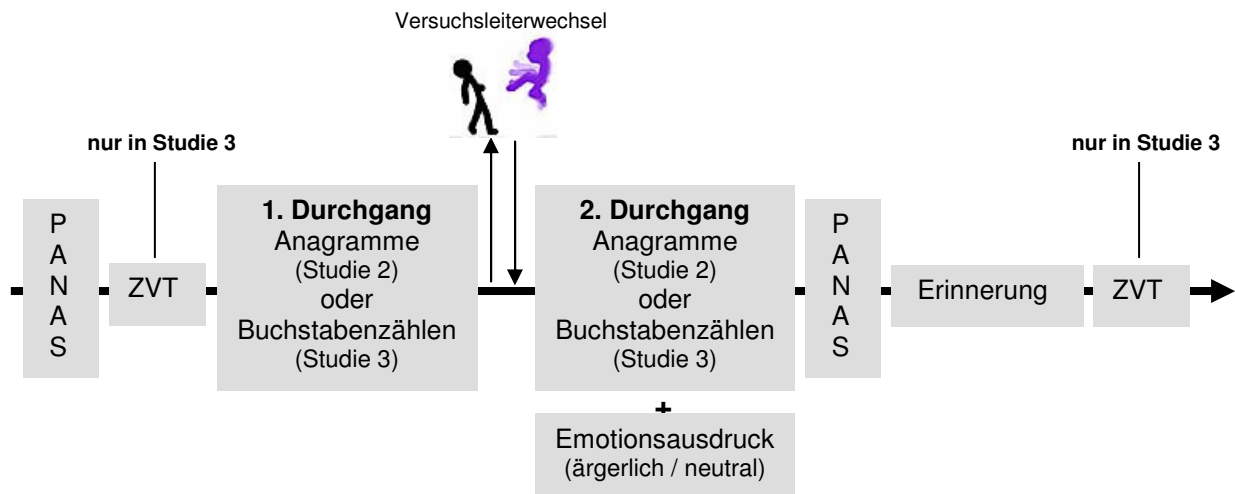 Versuchsleiterwechsel
nur in Studie 3
nur in Studie 3
P
A
N
A
S
ZVT
1. Durchgang
Anagramme
(Studie 2)
oder
Buchstabenzählen
(Studie 3)
2. Durchgang
Anagramme
(Studie 2)
oder
Buchstabenzählen
(Studie 3)
+
Emotionsausdruck
(ärgerlich / neutral)
P
A
N
A
S
Erinnerung
ZVT